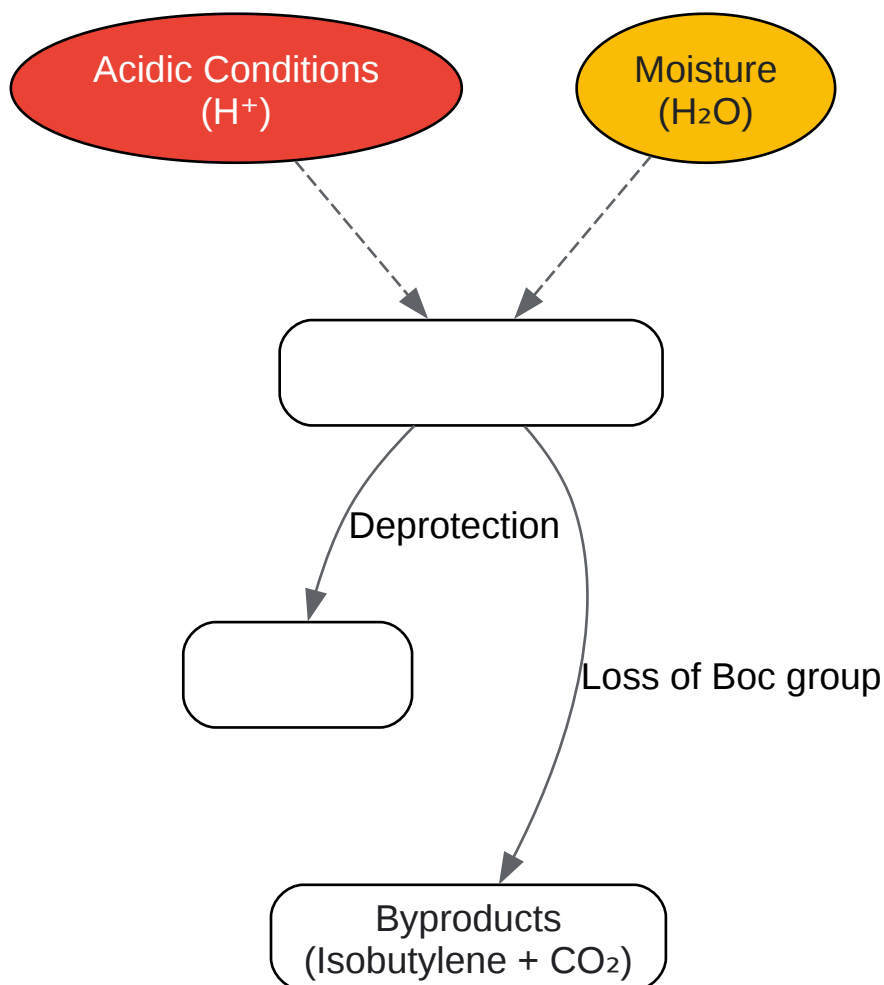 Acidic Conditions
(H⁺)
Moisture
(H₂O)
Deprotection
Loss of Boc group
Byproducts
(Isobutylene + CO₂)